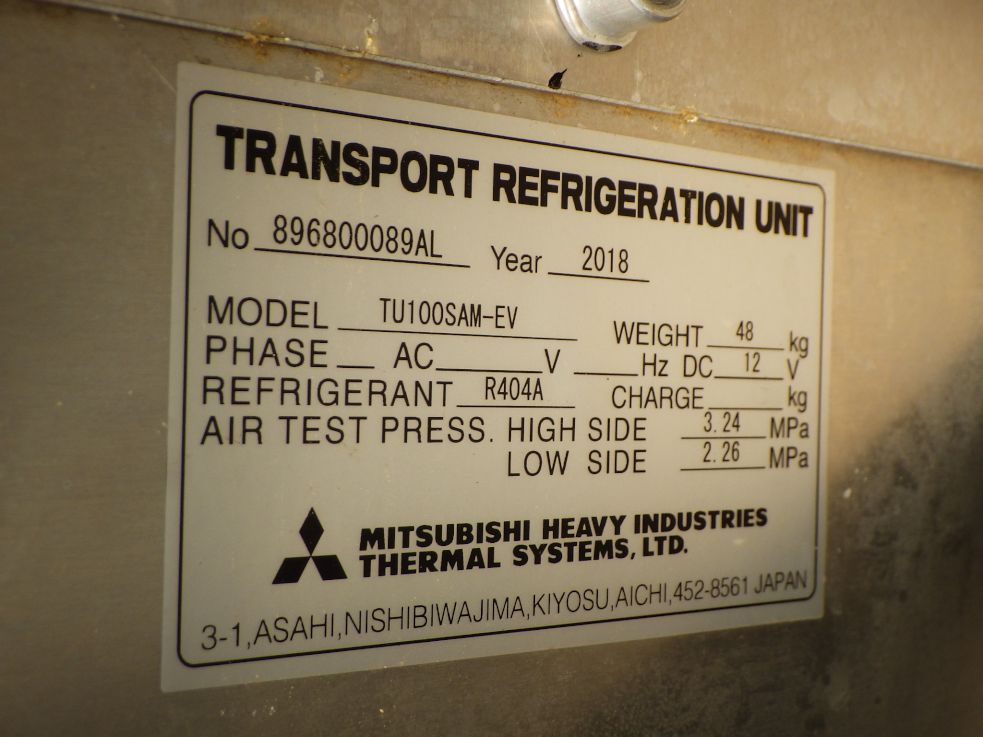 TRANSPORT REFRIGERATION UNIT
No 896800089AL Year 2018
MODEL TU100SAM-EV WEIGHT 48 kg
PHASE AC V Hz DC 12 V
REFRIGERANT R404A CHARGE kg
AIR TEST PRESS. HIGH SIDE 3.24 MPa
LOW SIDE 2.26 MPa
MITSUBISHI HEAVY INDUSTRIES
THERMAL SYSTEMS, LTD.
3-1,ASAHI,NISHIBIWAJIMA,KIYOSU,AICHI,452-8561 JAPAN